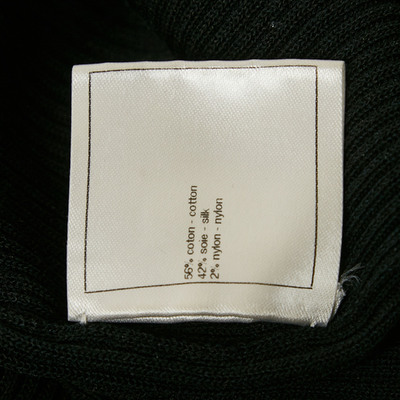 56% coton - cotton
42% soie - silk
2% nylon - nylon